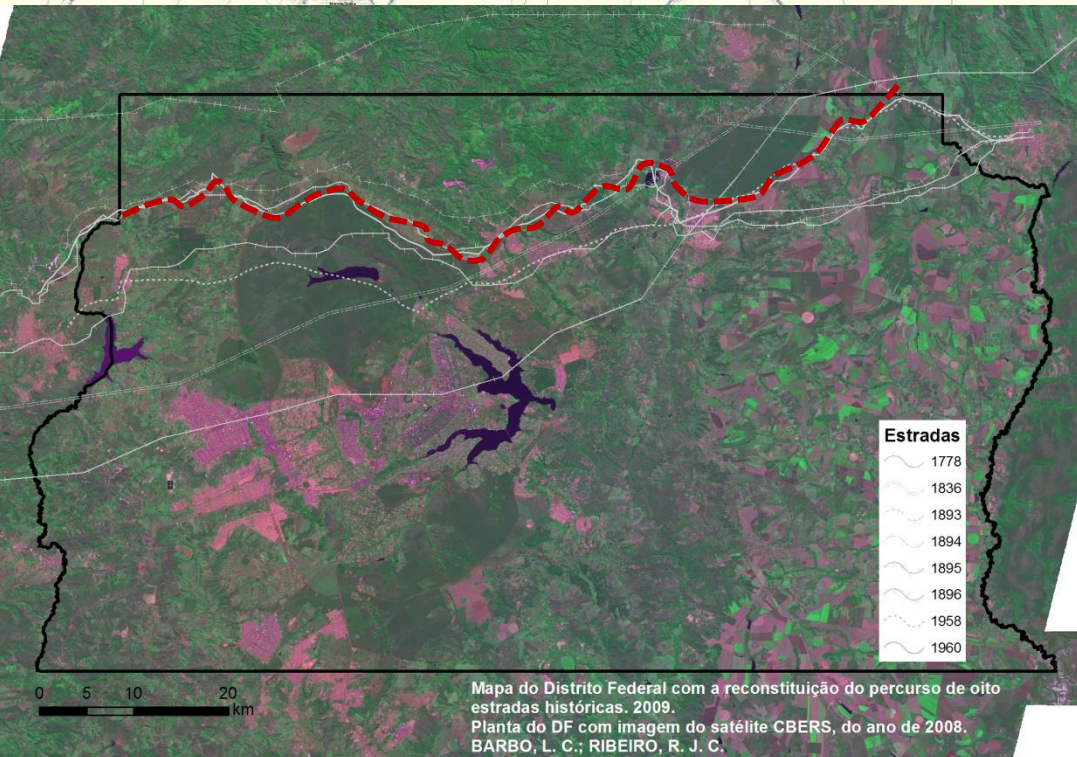 Estradas
1778
1836
1893
1894
1895
1896
1958
1960
0 5 10 20
km
Mapa do Distrito Federal com a reconstituição do percurso de oito
estradas históricas. 2009.
Planta do DF com imagem do satélite CBERS, do ano de 2008.
BARBO, L. C.; RIBEIRO, R. J. C.